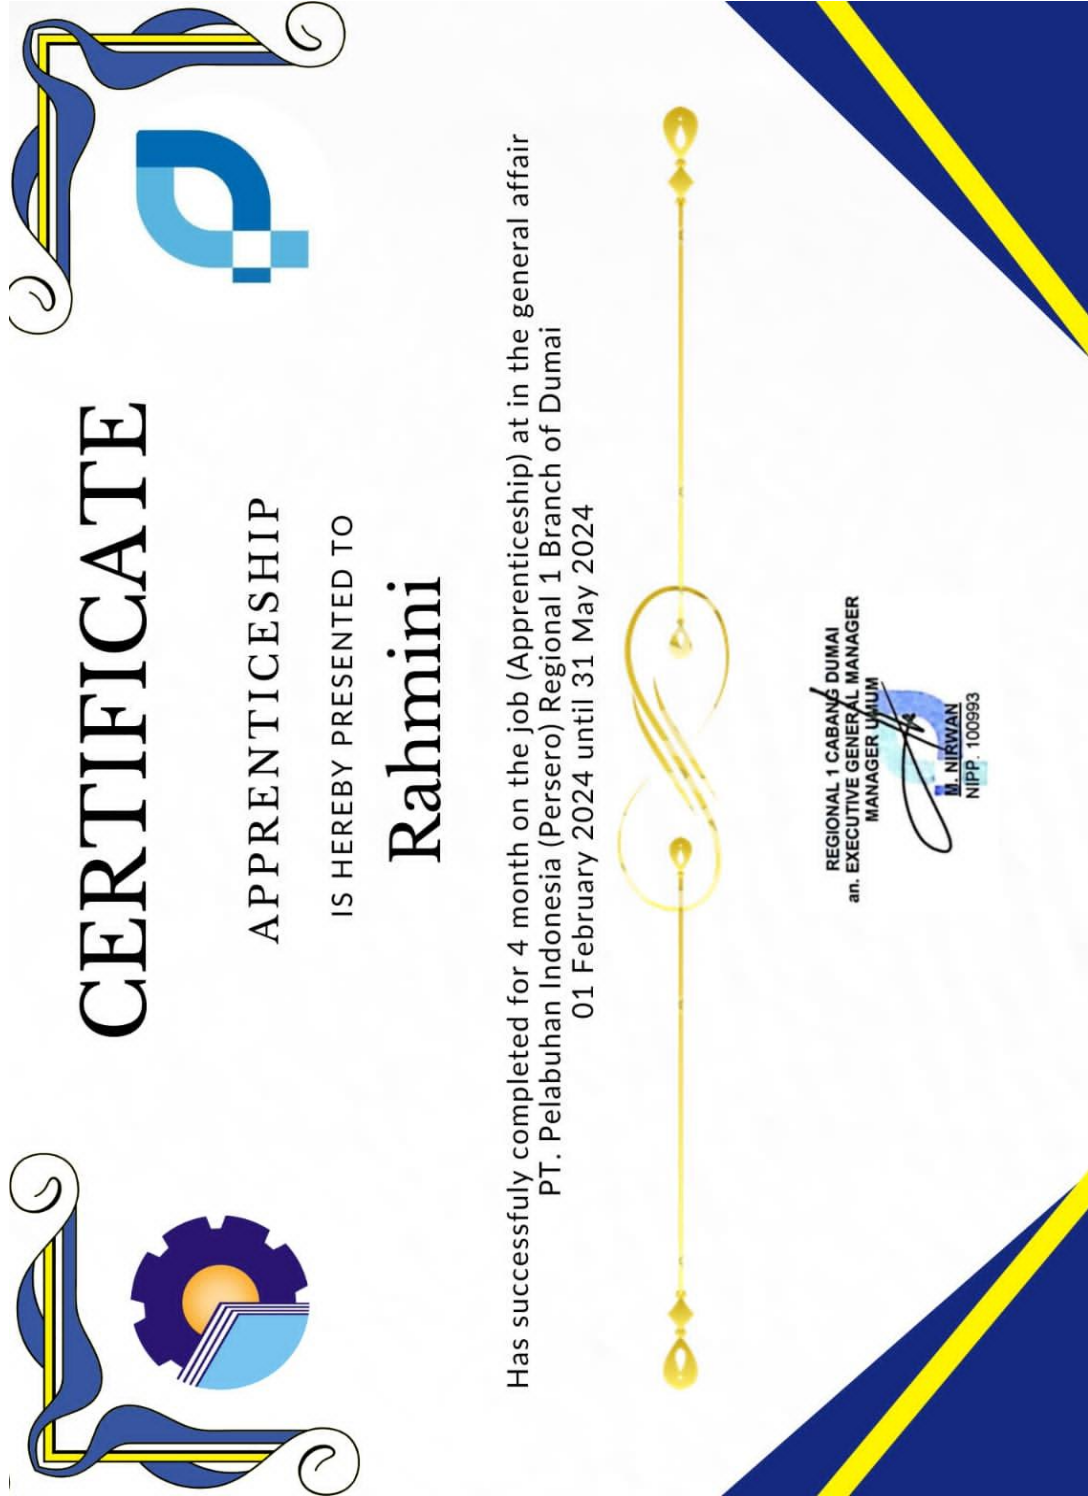 CERTIFICATE
APPRENTICESHIP
IS HEREBY PRESENTED TO
Rahmini
Has successfuly completed for 4 month on the job (Apprenticeship) at in the general affair
PT. Pelabuhan Indonesia (Persero) Regional 1 Branch of Dumai
01 February 2024 until 31 May 2024
REGIONAL 1 CABANG DUMAI
an. EXECUTIVE GENERAL MANAGER
MANAGER UMUM
M. NIRWAN
NIPP. 100993